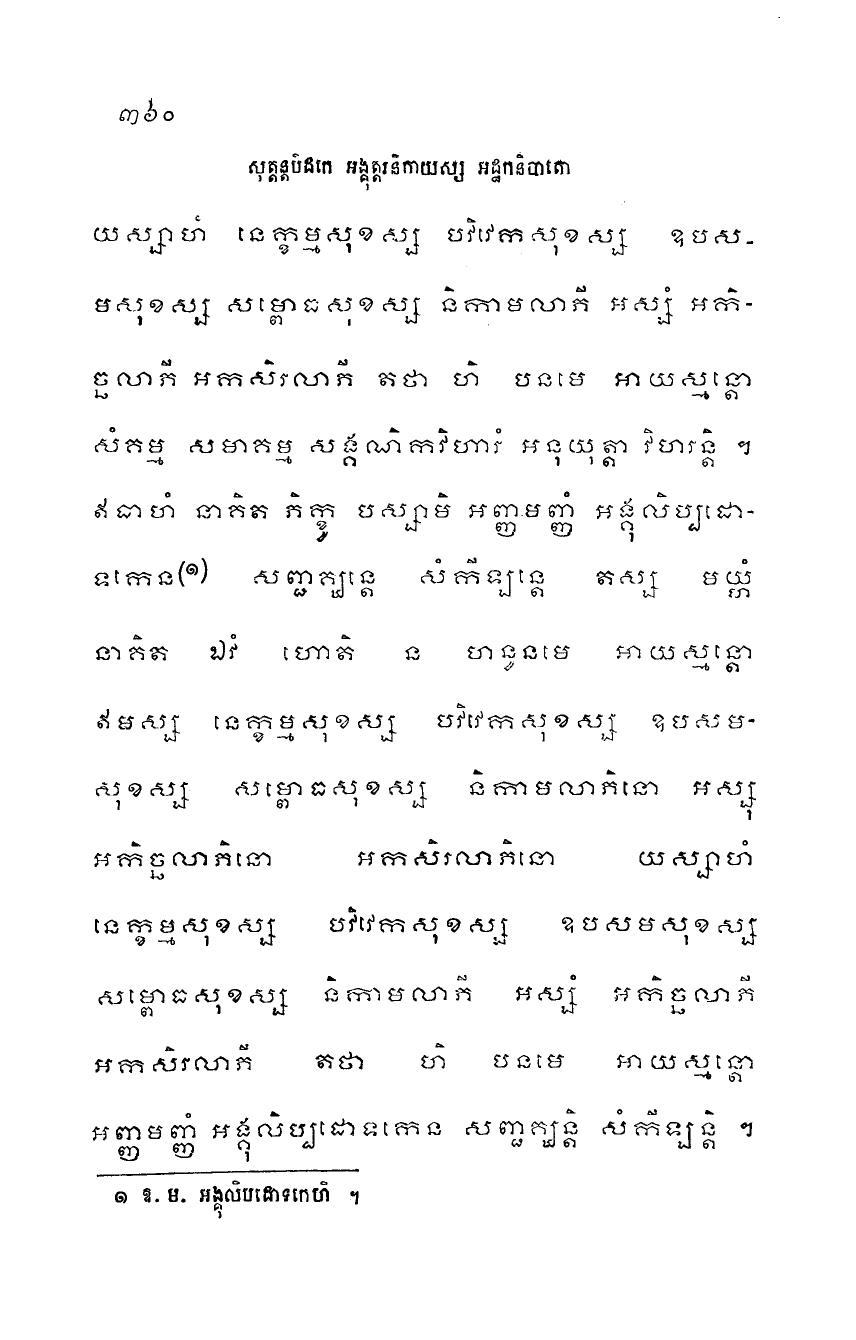 ៣៦០
សុត្តន្តបិដកេ អង្គុត្តរនិកាយស្ស អដ្ឋកនិបាតោ
យស្សាហំ នេក្ខម្មសុខស្ស បវិវេកសុខស្ស ឧបស-
មសុខស្ស សម្ពោធសុខស្ស និកាមលាភី អស្សំ អកិ-
ច្ឆលាភី អកសិរលាភី តថា ហិ បនមេ អាយស្មន្តោ
សំគម្ម សមាគម្ម សង្គណិកវិហារំ អនុយុត្តា វិហរន្តិ ។
ឥធាហំ នាគិត ភិក្ខូ បស្សាមិ អញ្ញមញ្ញំ អង្គុលិប្បដោ-
ទកេន(១) សញ្ជគ្ឃន្តេ សំកីឡន្តេ តស្ស មយ្ហំ
នាគិត ឯវំ ហោតិ ន ហនូនមេ អាយស្មន្តោ
ឥមស្ស នេក្ខម្មសុខស្ស បវិវេកសុខស្ស ឧបសម-
សុខស្ស សម្ពោធសុខស្ស និកាមលាភិនោ អស្សុ
អកិច្ឆលាភិនោ អកសិរលាភិនោ យស្សាហំ
នេក្ខម្មសុខស្ស បវិវេកសុខស្ស ឧបសមសុខស្ស
សម្ពោធសុខស្ស និកាមលាភី អស្សំ អកិច្ឆលាភី
អកសិរលាភី តថា ហិ បនមេ អាយស្មន្តោ
អញ្ញមញ្ញំ អង្គុលិប្បដោទកេន សញ្ជគ្ឃន្តិ សំកីឡន្តិ ។
១ ឧ. ម. អង្គុលិបដោទកេហិ ។